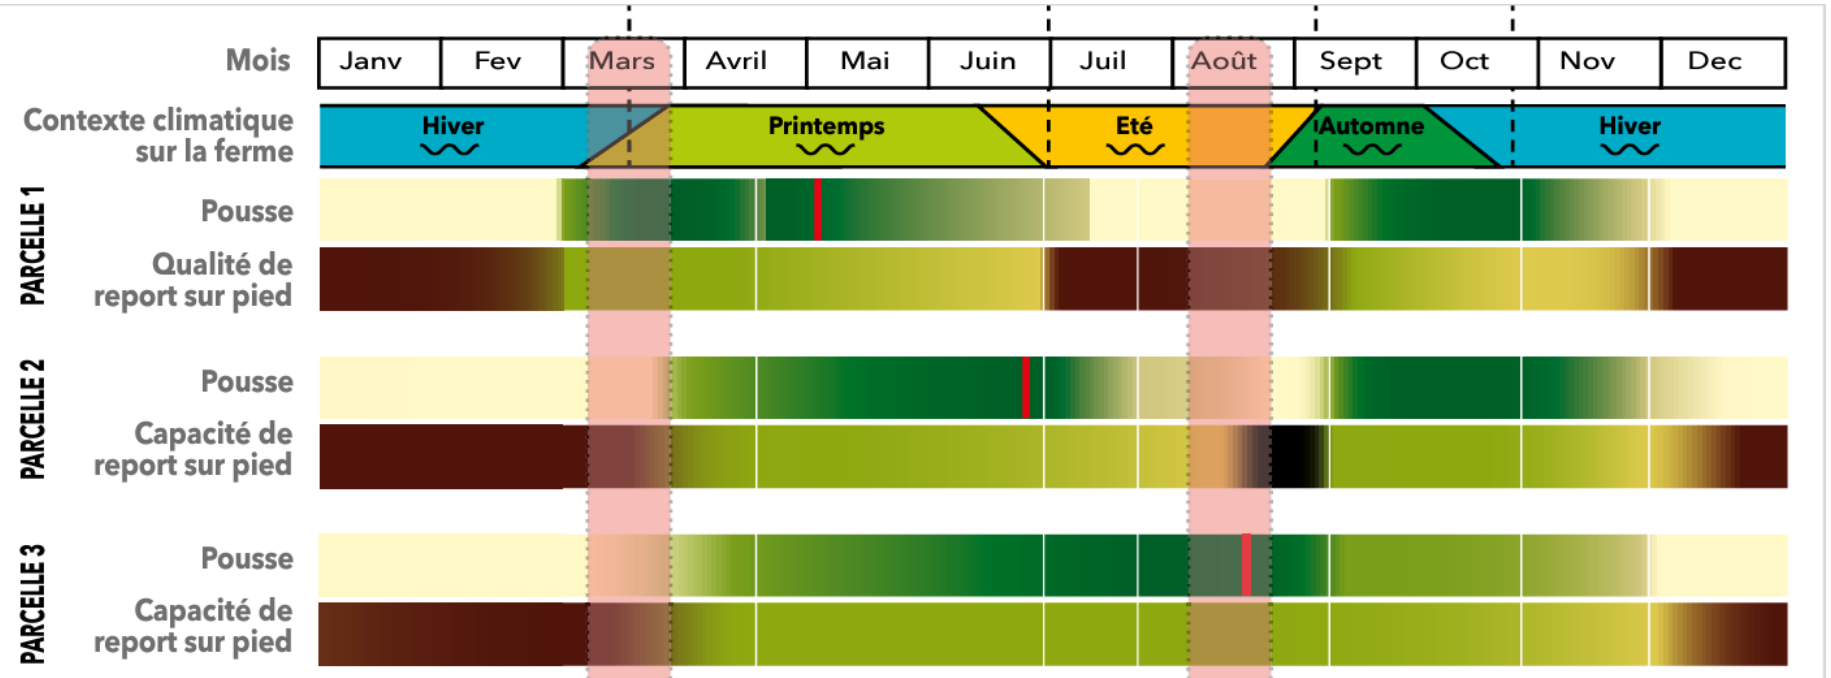 Mois
Janv Fev Mars Avril Mai Juin Juil Août Sept Oct Nov Dec
Contexte climatique
sur la ferme
Hiver Printemps Eté Automne Hiver
PARCELLE 1
Pousse
Qualité de
report sur pied
PARCELLE 2
Pousse
Capacité de
report sur pied
PARCELLE 3
Pousse
Capacité de
report sur pied